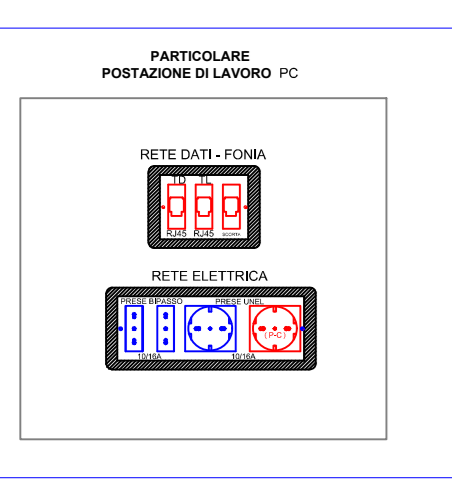 PARTICOLARE
POSTAZIONE DI LAVORO PC
RETE DATI - FONIA
TD TL
RJ45 RJ45 SCORTA
RETE ELETTRICA
PRESE BIPASSO PRESE UNEL
(P-C)
10/16A 10/16A